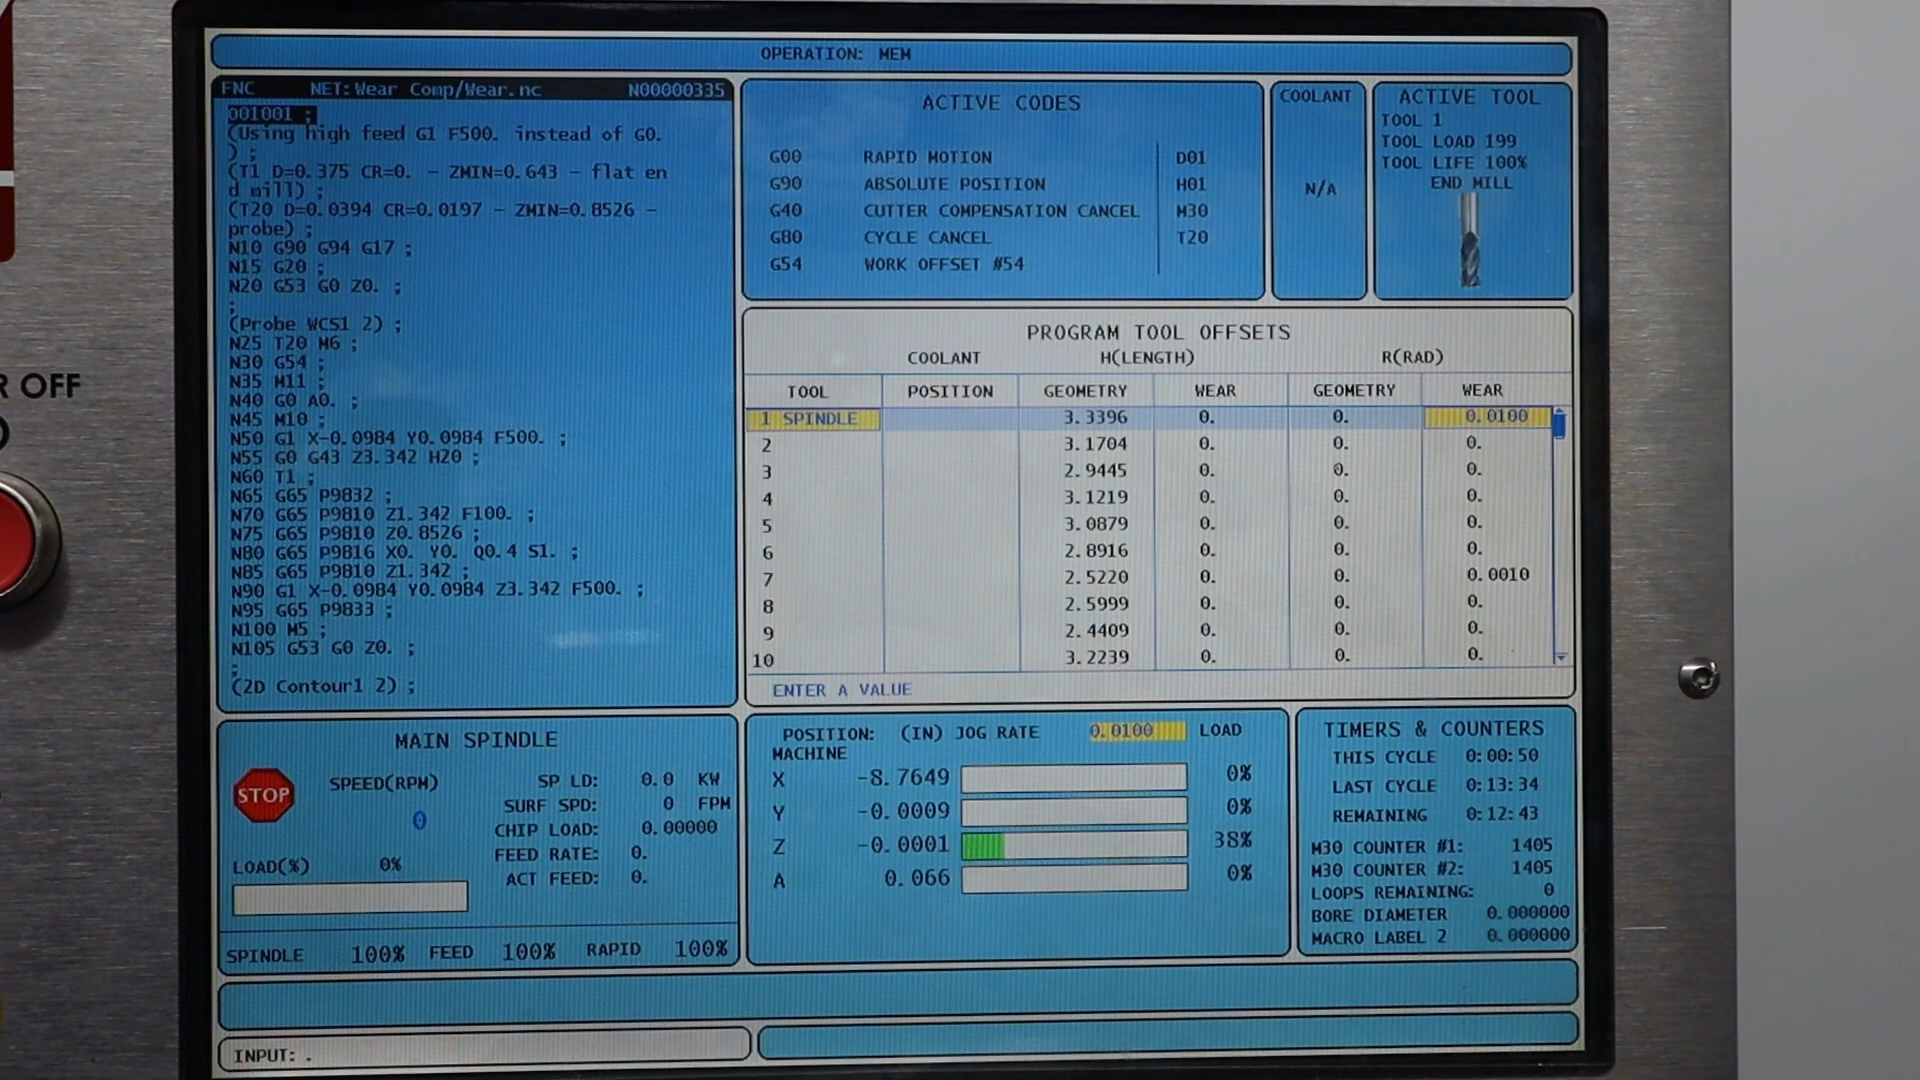 R OFF
OPERATION: MEM
FNC NET:Wear Comp/Wear.nc N00000335
O01001 ;
(Using high feed G1 F500. instead of G0.
) ;
(T1 D=0.375 CR=0. - ZMIN=0.643 - flat en
d mill) ;
(T20 D=0.0394 CR=0.0197 - ZMIN=0.8526 -
probe) ;
N10 G90 G94 G17 ;
N15 G20 ;
N20 G53 G0 Z0. ;
;
(Probe WCS1 2) ;
N25 T20 M6 ;
N30 G54 ;
N35 M11 ;
N40 G0 A0. ;
N45 M10 ;
N50 G1 X-0.0984 Y0.0984 F500. ;
N55 G0 G43 Z3.342 H20 ;
N60 T1 ;
N65 G65 P9832 ;
N70 G65 P9810 Z1.342 F100. ;
N75 G65 P9810 Z0.8526 ;
N80 G65 P9816 X0. Y0. Q0.4 S1. ;
N85 G65 P9810 Z1.342 ;
N90 G1 X-0.0984 Y0.0984 Z3.342 F500. ;
N95 G65 P9833 ;
N100 M5 ;
N105 G53 G0 Z0. ;
;
(2D Contour1 2) ;
ACTIVE CODES
G00 RAPID MOTION D01
G90 ABSOLUTE POSITION H01
G40 CUTTER COMPENSATION CANCEL M30
G80 CYCLE CANCEL T20
G54 WORK OFFSET #54
COOLANT
N/A
ACTIVE TOOL
TOOL 1
TOOL LOAD 199
TOOL LIFE 100%
END MILL
PROGRAM TOOL OFFSETS
COOLANT H(LENGTH) R(RAD)
TOOL POSITION GEOMETRY WEAR GEOMETRY WEAR
1 SPINDLE 3.3396 0. 0. 0.0100
2 3.1704 0. 0. 0.
3 2.9445 0. 0. 0.
4 3.1219 0. 0. 0.
5 3.0879 0. 0. 0.
6 2.8916 0. 0. 0.
7 2.5220 0. 0. 0.0010
8 2.5999 0. 0. 0.
9 2.4409 0. 0. 0.
10 3.2239 0. 0. 0.
ENTER A VALUE
MAIN SPINDLE
STOP
SPEED(RPM)
0
LOAD(%) 0%
SP LD: 0.0 KW
SURF SPD: 0 FPM
CHIP LOAD: 0.00000
FEED RATE: 0.
ACT FEED: 0.
SPINDLE 100% FEED 100% RAPID 100%
POSITION: (IN) JOG RATE 0.0100 LOAD
MACHINE
X -8.7649 0%
Y -0.0009 0%
Z -0.0001 38%
A 0.066 0%
TIMERS & COUNTERS
THIS CYCLE 0:00:50
LAST CYCLE 0:13:34
REMAINING 0:12:43
M30 COUNTER #1: 1405
M30 COUNTER #2: 1405
LOOPS REMAINING: 0
BORE DIAMETER 0.000000
MACRO LABEL 2 0.000000
INPUT: .